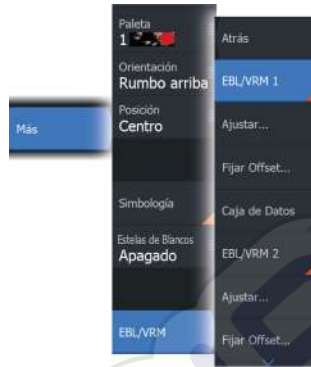 Más
Paleta
1
Orientación
Rumbo arriba
Posición
Centro
Simbología
Estelas de Blancos
Apagado
EBL/VRM
Atrás
EBL/VRM 1
Ajustar...
Fijar Offset...
Caja de Datos
EBL/VRM 2
Ajustar...
Fijar Offset...